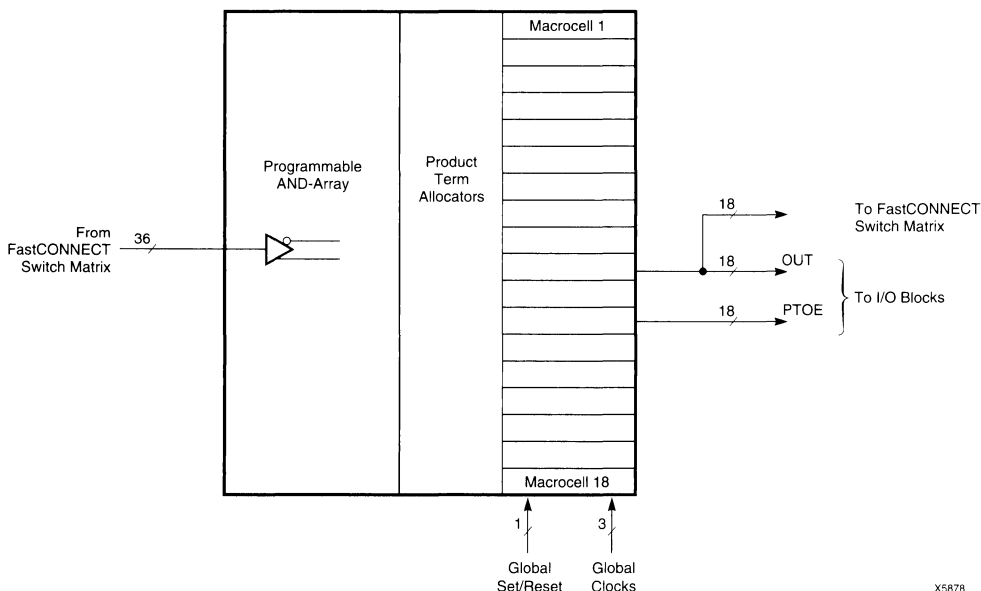 Macrocell 1
Programmable
AND-Array
Product
Term
Allocators
From
FastCONNECT
Switch Matrix
36
18
To FastCONNECT
Switch Matrix
18
OUT
To I/O Blocks
18
PTOE
Macrocell 18
1
3
Global
Set/Reset
Global
Clocks
X5878